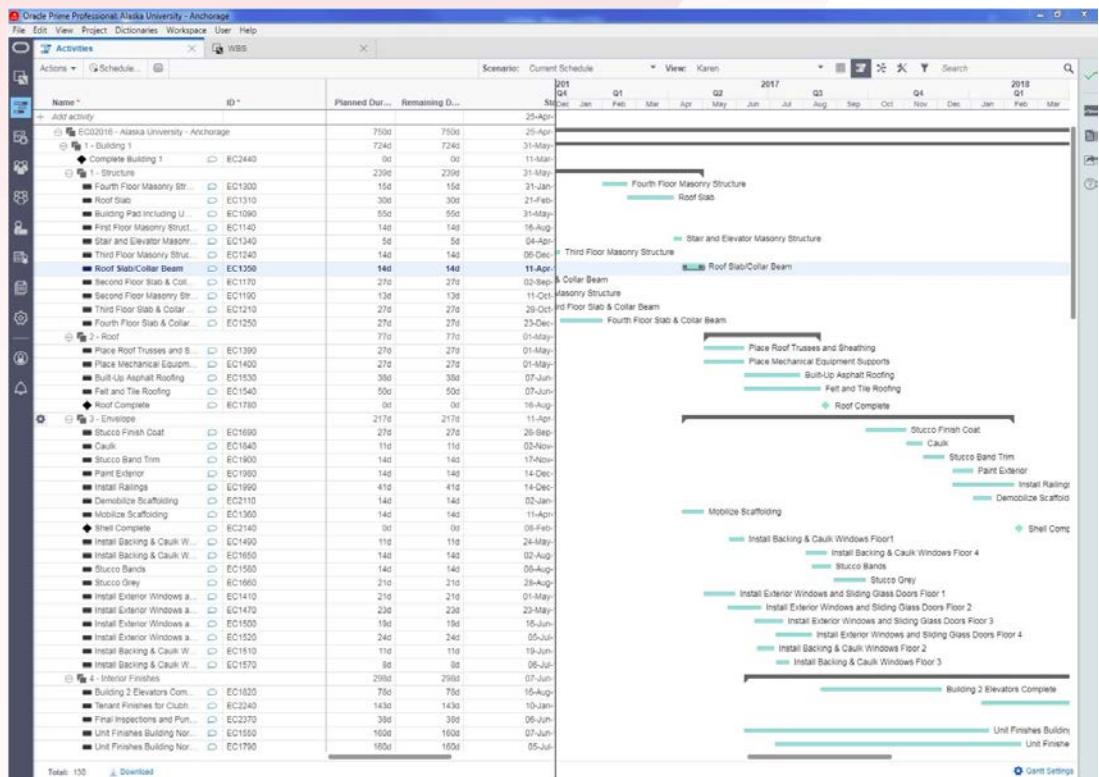 Oracle Prime Professional: Alaska University - Anchorage
File Edit View Project Dictionaries Workspace User Help
Activities WBS
Actions Schedule... Scenario: Current Schedule View: Karen Search
201 2017 2018
Q4 Q1 Q2 Q3 Q4 Q1
Name * ID * Planned Dur... Remaining D... St Dec Jan Feb Mar Apr May Jun Jul Aug Sep Oct Nov Dec Jan Feb Mar
Add activity 25-Apr-
EC02016 - Alaska University - Anchorage 750d 750d 25-Apr-
1 - Building 1 724d 724d 31-May-
Complete Building 1 EC2440 0d 0d 11-Mar-
1 - Structure 239d 239d 31-May-
Fourth Floor Masonry Str... EC1300 15d 15d 31-Jan- Fourth Floor Masonry Structure
Roof Slab EC1310 30d 30d 21-Feb- Roof Slab
Building Pad Including U... EC1090 55d 55d 31-May-
First Floor Masonry Struct... EC1140 14d 14d 16-Aug-
Stair and Elevator Masonr... EC1340 5d 5d 04-Apr- Stair and Elevator Masonry Structure
Third Floor Masonry Struc... EC1240 14d 14d 06-Dec- Third Floor Masonry Structure
Roof Slab/Collar Beam EC1350 14d 14d 11-Apr- Roof Slab/Collar Beam
Second Floor Slab & Coll... EC1170 27d 27d 02-Sep- & Collar Beam
Second Floor Masonry Str... EC1190 13d 13d 11-Oct- Masonry Structure
Third Floor Slab & Collar ... EC1210 27d 27d 28-Oct- rd Floor Slab & Collar Beam
Fourth Floor Slab & Collar... EC1250 27d 27d 23-Dec- Fourth Floor Slab & Collar Beam
2 - Roof 77d 77d 01-May-
Place Roof Trusses and S... EC1390 27d 27d 01-May- Place Roof Trusses and Sheathing
Place Mechanical Equipm... EC1400 27d 27d 01-May- Place Mechanical Equipment Supports
Built-Up Asphalt Roofing EC1530 38d 38d 07-Jun- Built-Up Asphalt Roofing
Felt and Tile Roofing EC1540 50d 50d 07-Jun- Felt and Tile Roofing
Roof Complete EC1780 0d 0d 16-Aug- Roof Complete
3 - Envelope 217d 217d 11-Apr-
Stucco Finish Coat EC1690 27d 27d 26-Sep- Stucco Finish Coat
Caulk EC1840 11d 11d 02-Nov- Caulk
Stucco Band Trim EC1900 14d 14d 17-Nov- Stucco Band Trim
Paint Exterior EC1980 14d 14d 14-Dec- Paint Exterior
Install Railings EC1990 41d 41d 14-Dec- Install Railings
Demobilize Scaffolding EC2110 14d 14d 02-Jan- Demobilize Scaffold
Mobilize Scaffolding EC1360 14d 14d 11-Apr- Mobilize Scaffolding
Shell Complete EC2140 0d 0d 08-Feb- Shell Comp
Install Backing & Caulk W... EC1490 11d 11d 24-May- Install Backing & Caulk Windows Floor1
Install Backing & Caulk W... EC1650 14d 14d 02-Aug- Install Backing & Caulk Windows Floor 4
Stucco Bands EC1580 14d 14d 08-Aug- Stucco Bands
Stucco Grey EC1660 21d 21d 28-Aug- Stucco Grey
Install Exterior Windows a... EC1410 21d 21d 01-May- Install Exterior Windows and Sliding Glass Doors Floor 1
Install Exterior Windows a... EC1470 23d 23d 23-May- Install Exterior Windows and Sliding Glass Doors Floor 2
Install Exterior Windows a... EC1500 19d 19d 16-Jun- Install Exterior Windows and Sliding Glass Doors Floor 3
Install Exterior Windows a... EC1520 24d 24d 05-Jul- Install Exterior Windows and Sliding Glass Doors Floor 4
Install Backing & Caulk W... EC1510 11d 11d 19-Jun- Install Backing & Caulk Windows Floor 2
Install Backing & Caulk W... EC1570 8d 8d 06-Jul- Install Backing & Caulk Windows Floor 3
4 - Interior Finishes 298d 298d 07-Jun-
Building 2 Elevators Com... EC1820 78d 78d 16-Aug- Building 2 Elevators Complete
Tenant Finishes for Clubh... EC2240 143d 143d 10-Jan-
Final Inspections and Pun... EC2370 38d 38d 06-Jun-
Unit Finishes Building Nor... EC1550 160d 160d 07-Jun- Unit Finishes Building
Unit Finishes Building Nor... EC1790 160d 160d 05-Jul- Unit Finishe
Total: 130 Download Gantt Settings